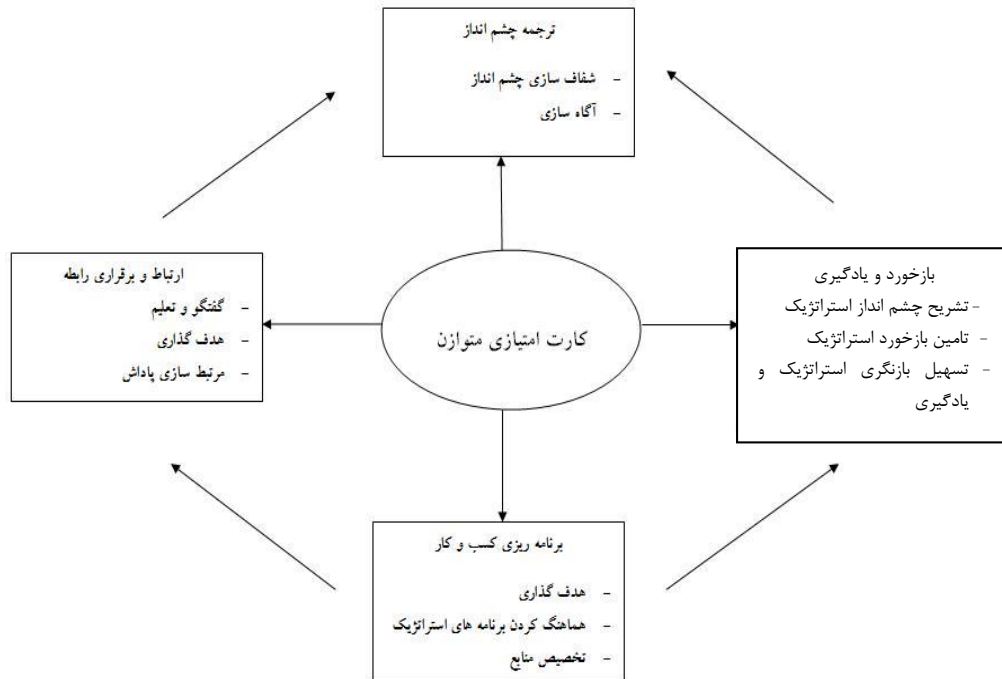 ترجمه چشم انداز
- شفاف سازی چشم انداز
- آگاه سازی
بازخورد و یادگیری
- تشریح چشم انداز استراتژیک
- تامین بازخورد استراتژیک
- تسهیل بازنگری استراتژیک و
یادگیری
کارت امتیازی متوازن
ارتباط و برقراری رابطه
- گفتگو و تعلیم
- هدف گذاری
- مرتبط سازی پاداش
برنامه ریزی کسب و کار
- هدف گذاری
- هماهنگ کردن برنامه های استراتژیک
- تخصیص منابع